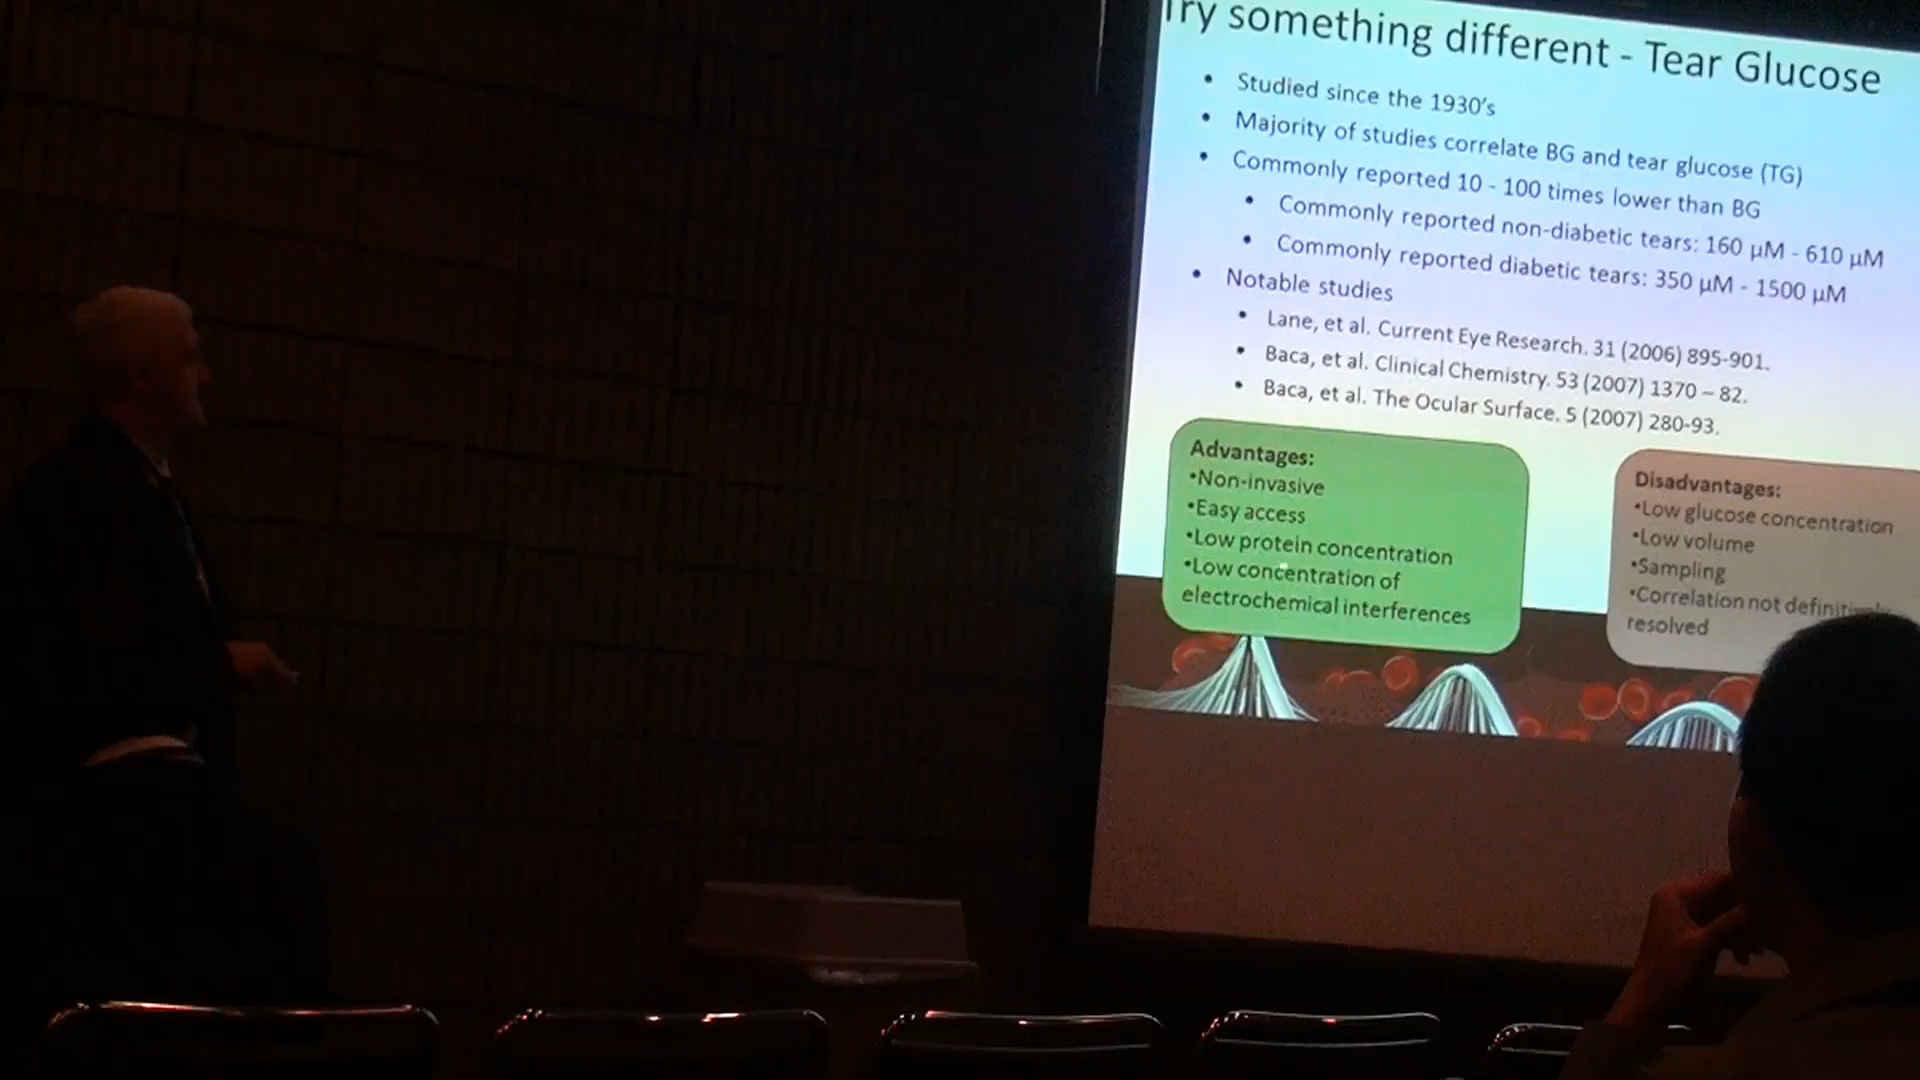 Try something different - Tear Glucose
• Studied since the 1930's
• Majority of studies correlate BG and tear glucose (TG)
• Commonly reported 10 - 100 times lower than BG
• Commonly reported non-diabetic tears: 160 µM - 610 µM
• Commonly reported diabetic tears: 350 µM - 1500 µM
• Notable studies
• Lane, et al. Current Eye Research. 31 (2006) 895-901.
• Baca, et al. Clinical Chemistry. 53 (2007) 1370 – 82.
• Baca, et al. The Ocular Surface. 5 (2007) 280-93.
Advantages:
•Non-invasive
•Easy access
•Low protein concentration
•Low concentration of
electrochemical interferences
Disadvantages:
•Low glucose concentration
•Low volume
•Sampling
•Correlation not definitively
resolved